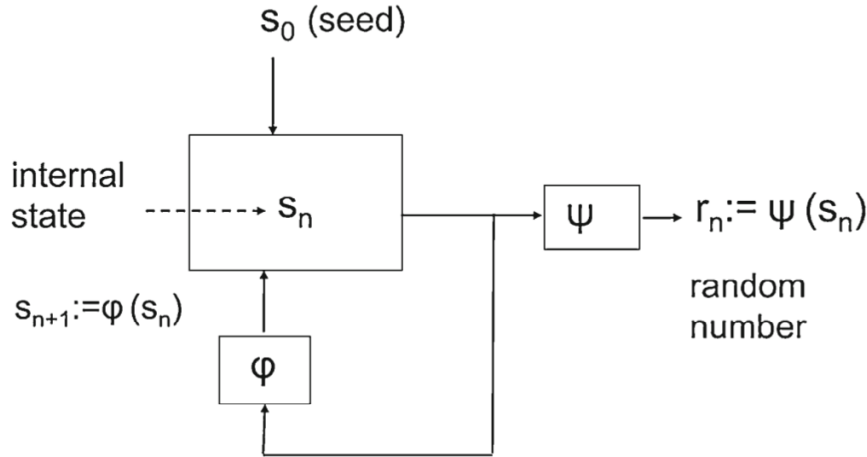 s₀ (seed)
internal
state
sₙ
ψ
rₙ:= ψ (sₙ)
sₙ₊₁:=φ (sₙ)
random
number
φ